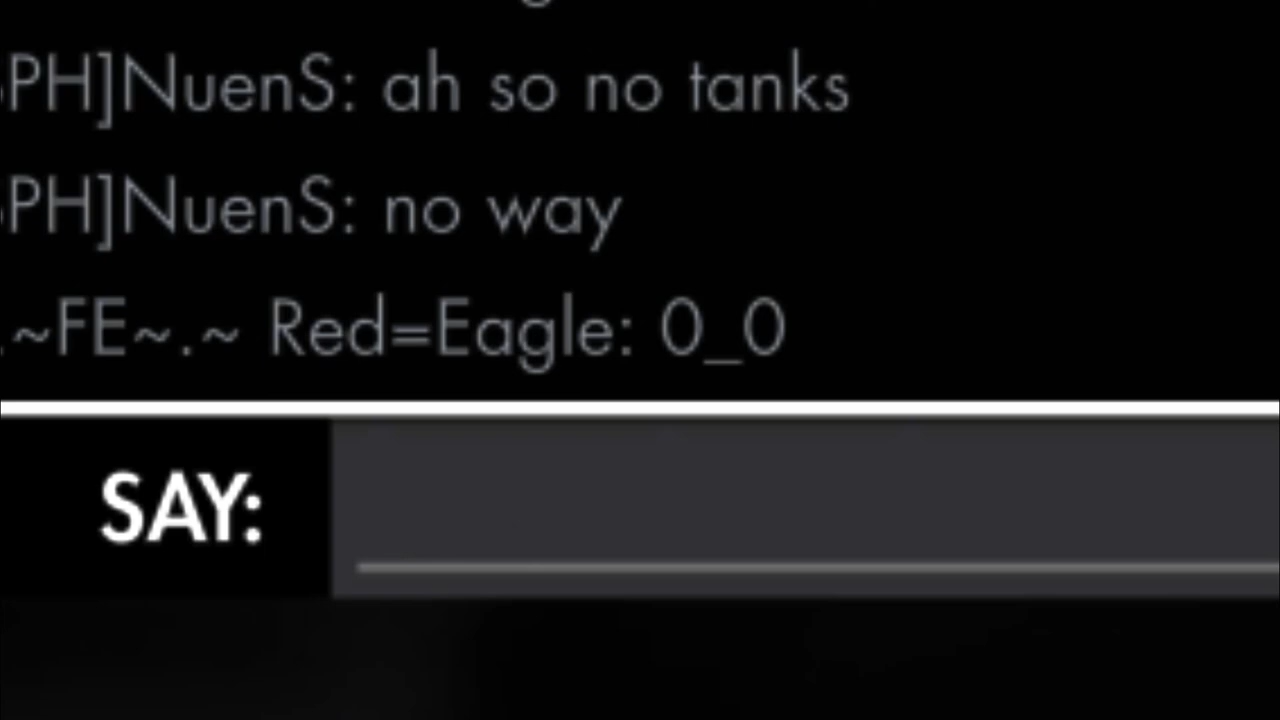 PH]NuenS: ah so no tanks
PH]NuenS: no way
.~FE~.~ Red=Eagle: 0_0
SAY: